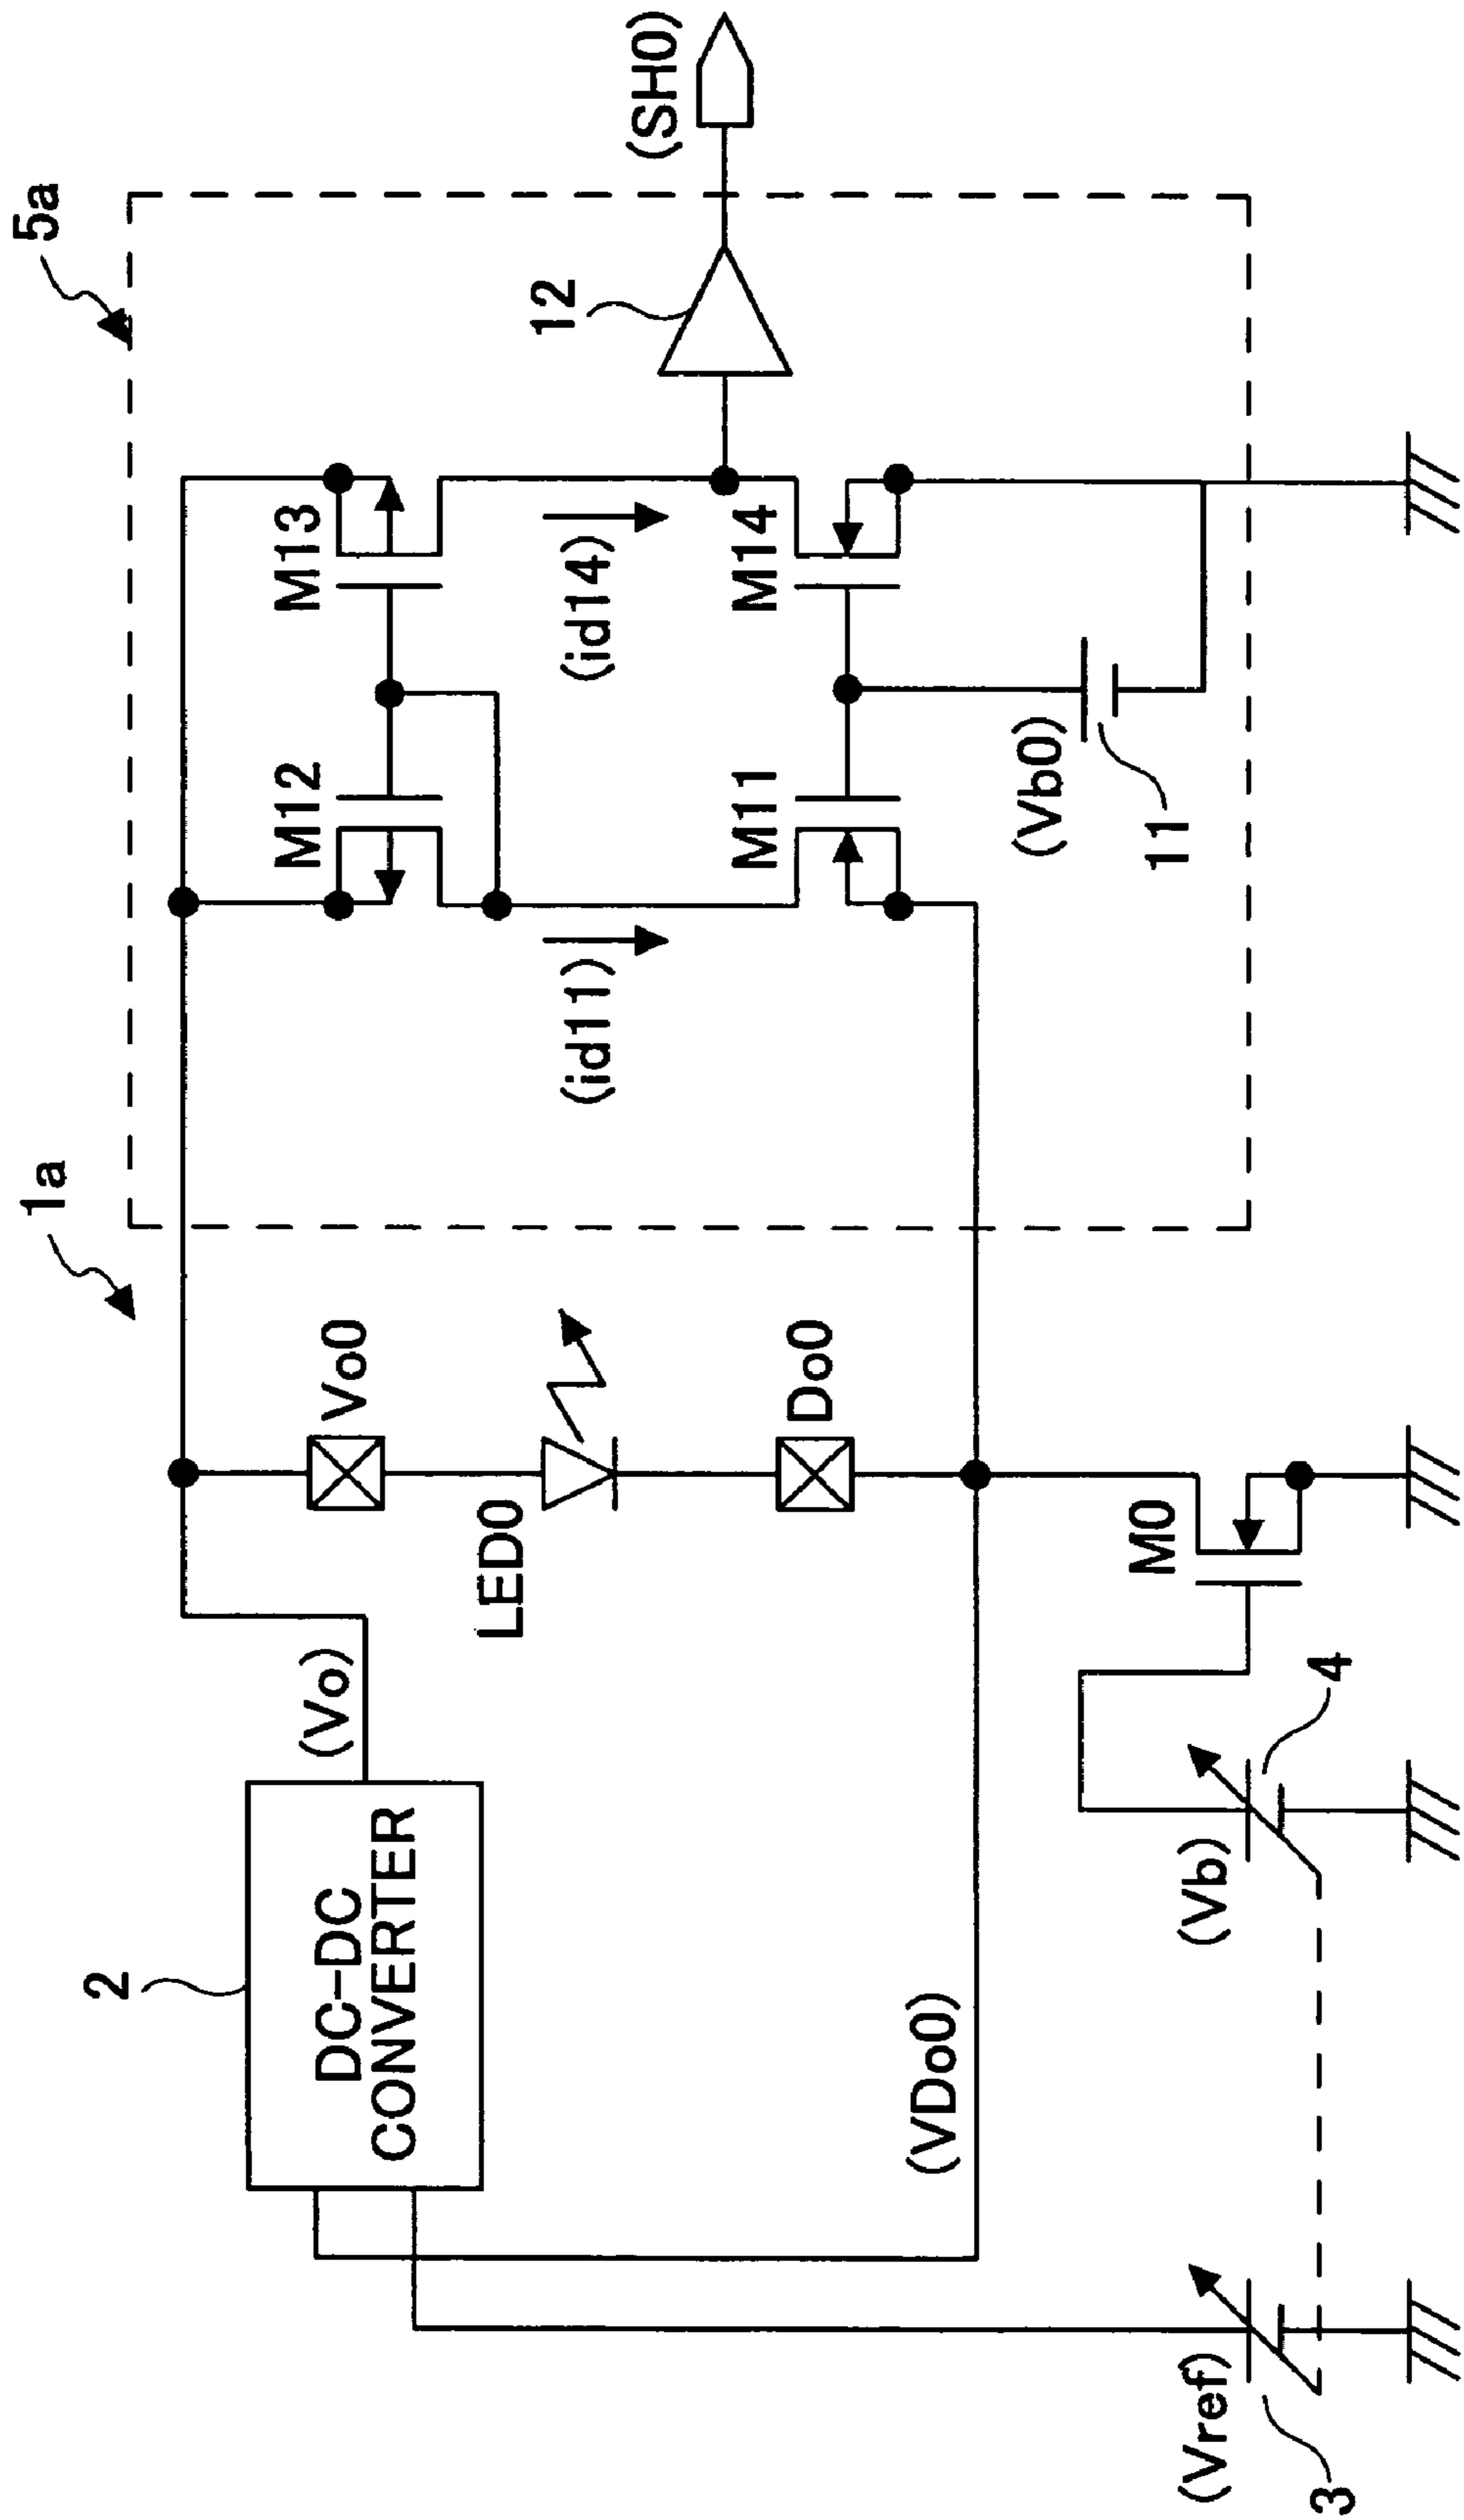 1a
5a
2
DC-DC
CONVERTER
(Vo)
Vo0
LED0
Do0
(VDo0)
M12
M13
(id11)
(id14)
12
(SH0)
M11
M14
(Vb0)
11
M0
(Vref)
3
(Vb)
4